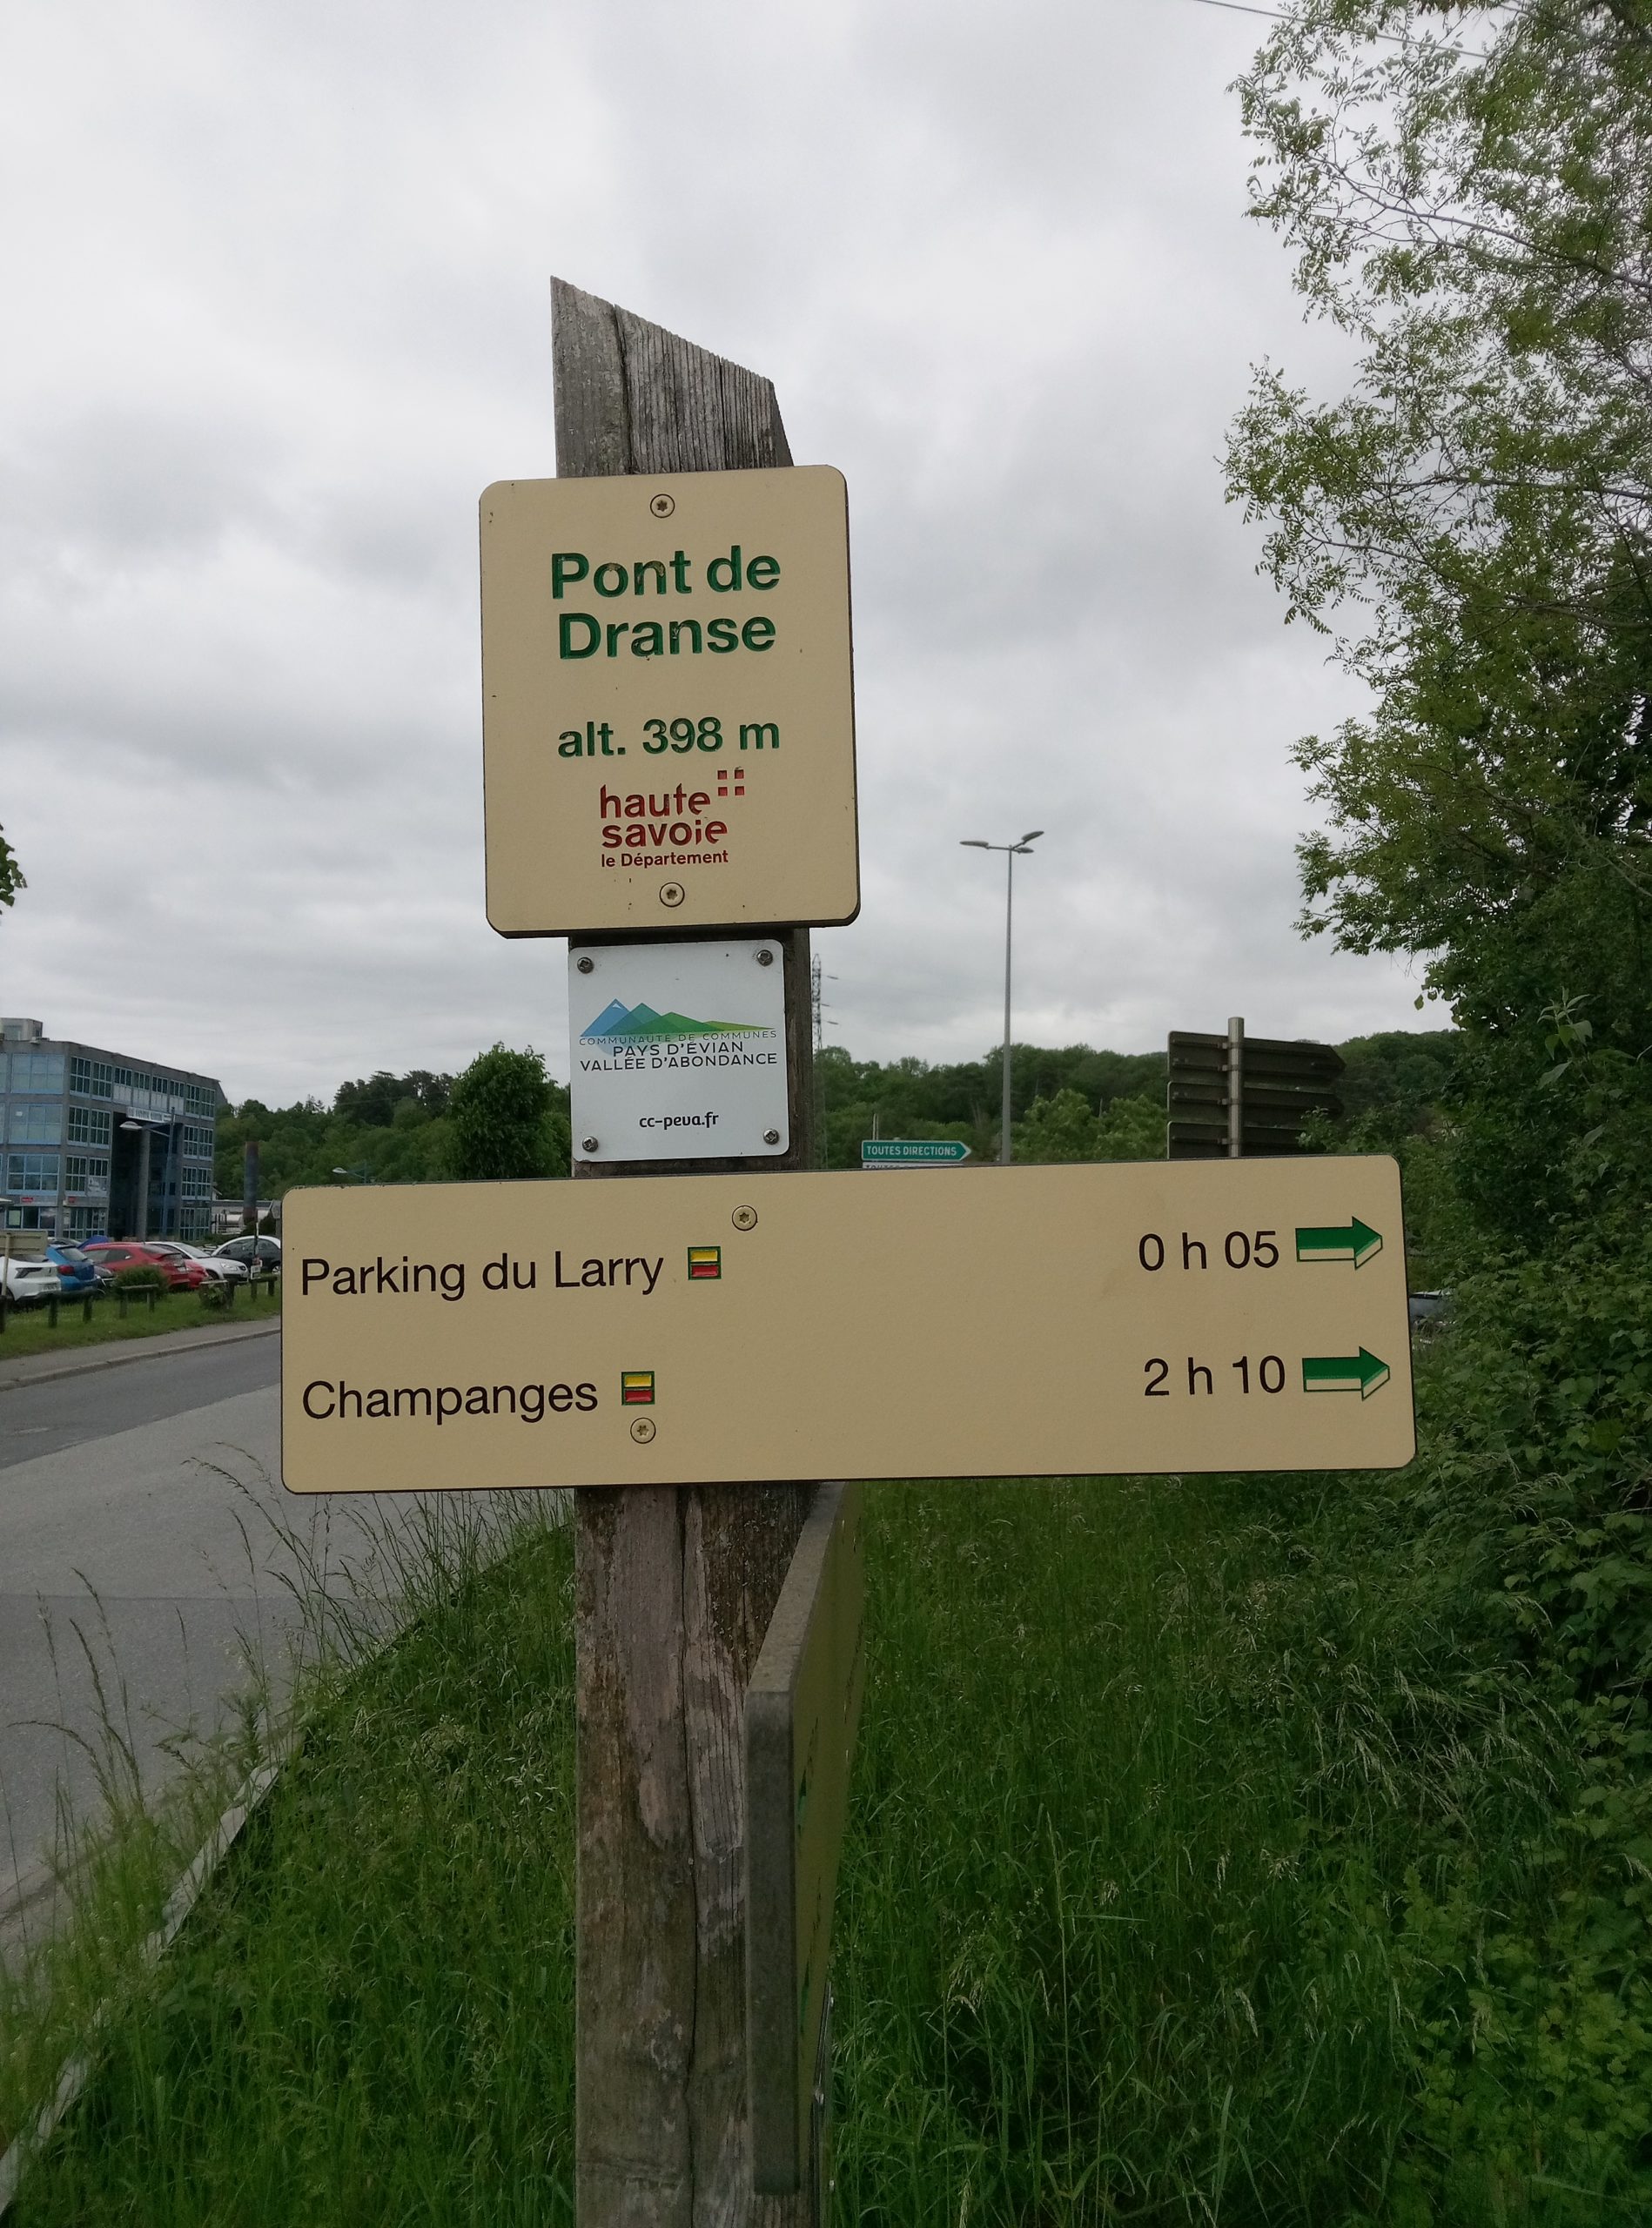 Pont de
Dranse
alt. 398 m
haute
savoie
le Département
COMMUNAUTÉ DE COMMUNES
PAYS D'ÉVIAN
VALLÉE D'ABONDANCE
cc-peva.fr
TOUTES DIRECTIONS
Parking du Larry 0 h 05
Champanges 2 h 10